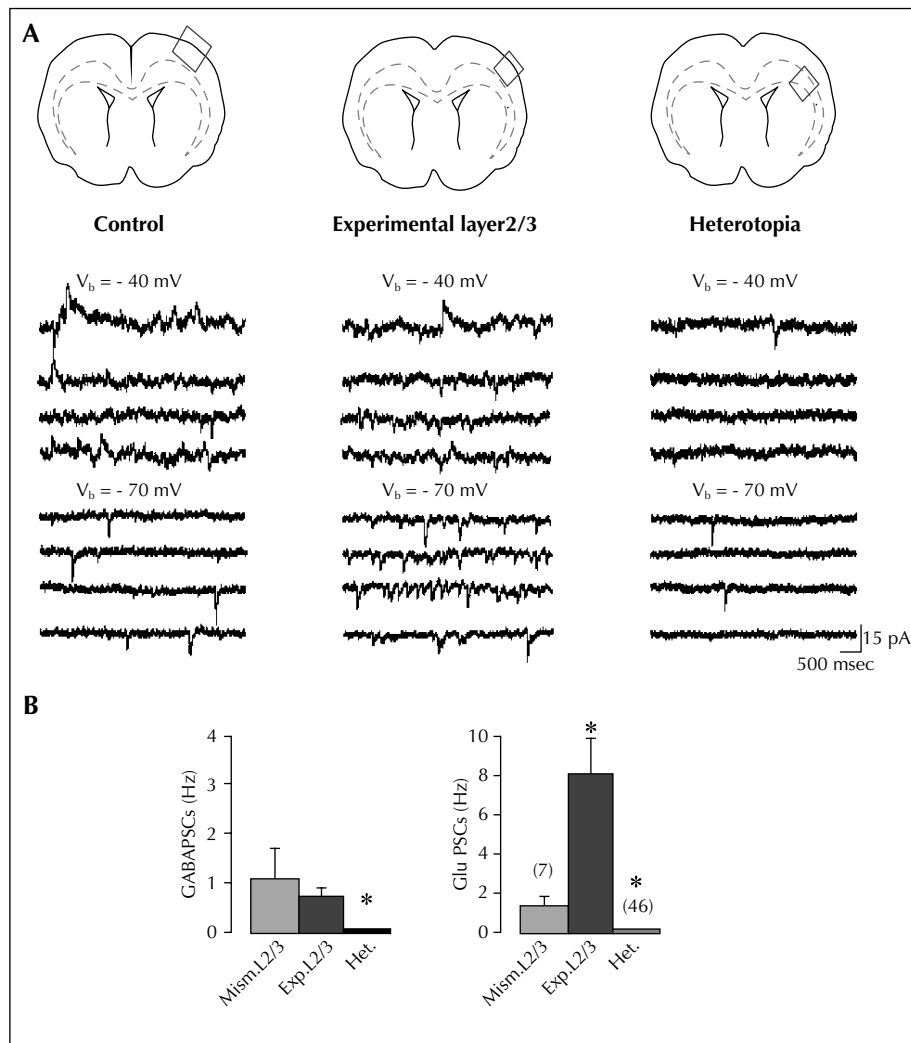 A
Control
Experimental layer2/3
Heterotopia
V_b = - 40 mV
V_b = - 40 mV
V_b = - 40 mV
V_b = - 70 mV
V_b = - 70 mV
V_b = - 70 mV
15 pA
500 msec
B
GABAPSCs (Hz)
4
3
2
1
0
*
Mism.L2/3
Exp.L2/3
Het.
Glu PSCs (Hz)
10
8
6
4
2
0
(7)
*
*
(46)
Mism.L2/3
Exp.L2/3
Het.